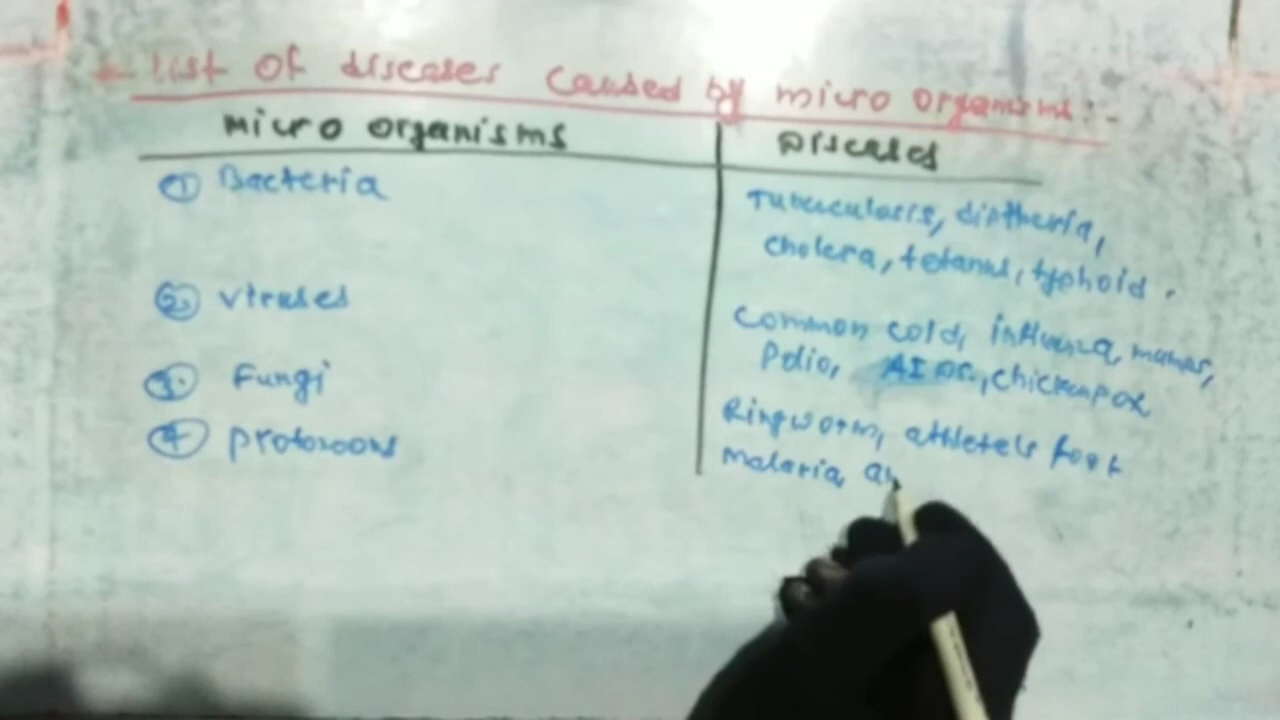 List of diseases caused by micro organisms:-
Micro organisms
Diseases
① Bacteria
Tuberculosis, diptheria,
cholera, tetanus, typhoid.
② Viruses
Common cold, influenza, mumps,
Polio, AIDS, chickenpox
③ Fungi
Ringworm, athlete's foot
④ protozoons
Malaria,